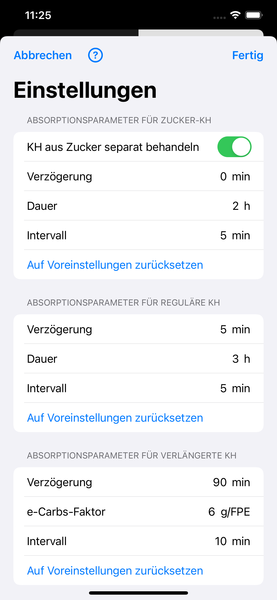 11:25
Abbrechen ? Fertig
Einstellungen
ABSORPTIONSPARAMETER FÜR ZUCKER-KH
KH aus Zucker separat behandeln
Verzögerung 0 min
Dauer 2 h
Intervall 5 min
Auf Voreinstellungen zurücksetzen
ABSORPTIONSPARAMETER FÜR REGULÄRE KH
Verzögerung 5 min
Dauer 3 h
Intervall 5 min
Auf Voreinstellungen zurücksetzen
ABSORPTIONSPARAMETER FÜR VERLÄNGERTE KH
Verzögerung 90 min
e-Carbs-Faktor 6 g/FPE
Intervall 10 min
Auf Voreinstellungen zurücksetzen